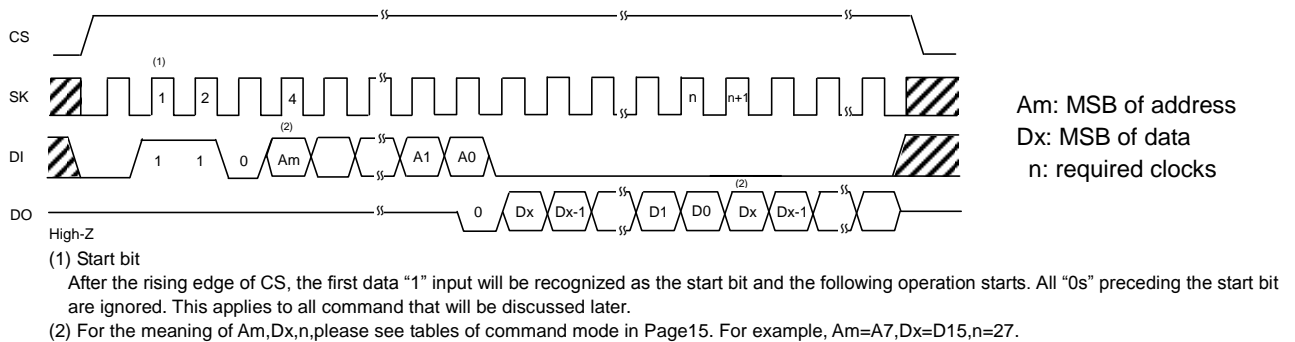 CS
(1)
SK 1 2 4 n n+1
(2)
DI 1 1 0 Am A1 A0
(2)
DO 0 Dx Dx-1 D1 D0 Dx Dx-1
High-Z
Am: MSB of address
Dx: MSB of data
n: required clocks
(1) Start bit
After the rising edge of CS, the first data “1” input will be recognized as the start bit and the following operation starts. All “0s” preceding the start bit
are ignored. This applies to all command that will be discussed later.
(2) For the meaning of Am,Dx,n,please see tables of command mode in Page15. For example, Am=A7,Dx=D15,n=27.